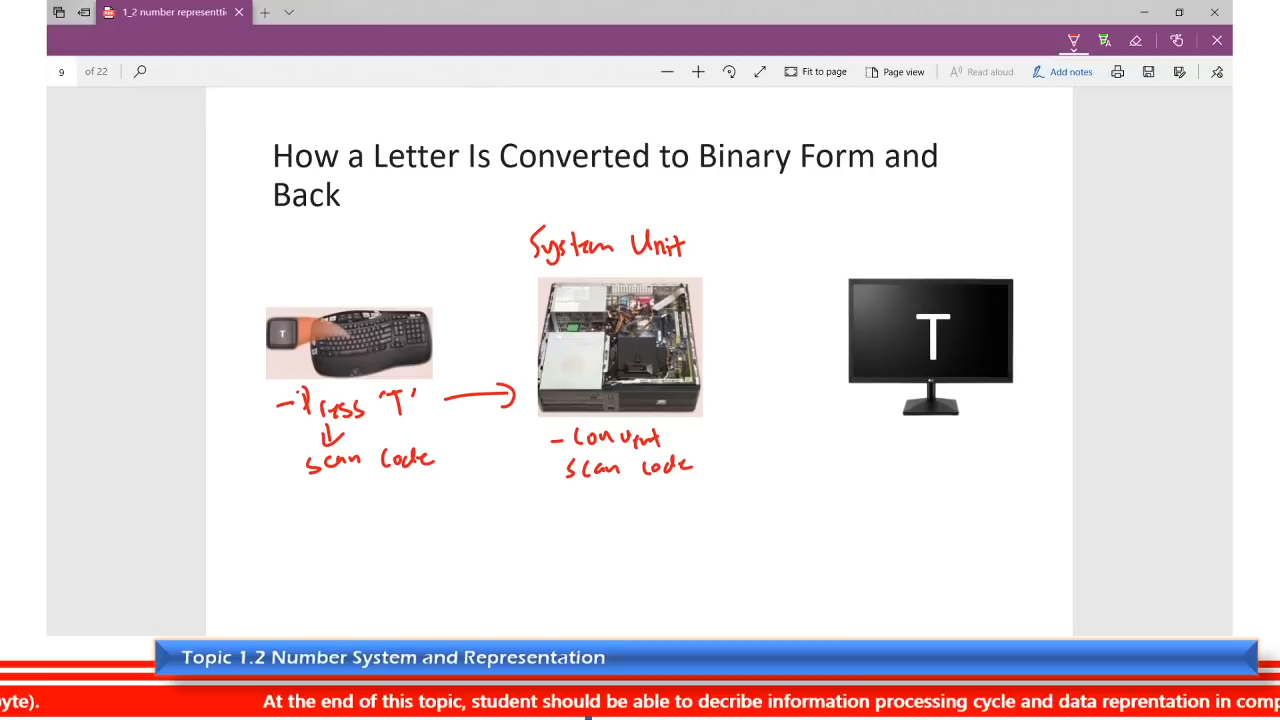 1_2 number representti
9 of 22
Fit to page
Page view
Read aloud
Add notes
How a Letter Is Converted to Binary Form and
Back
System Unit
T
T
- Press 'T'
scan code
- Convert
scan code
Topic 1.2 Number System and Representation
byte). At the end of this topic, student should be able to decribe information processing cycle and data reprentation in comp